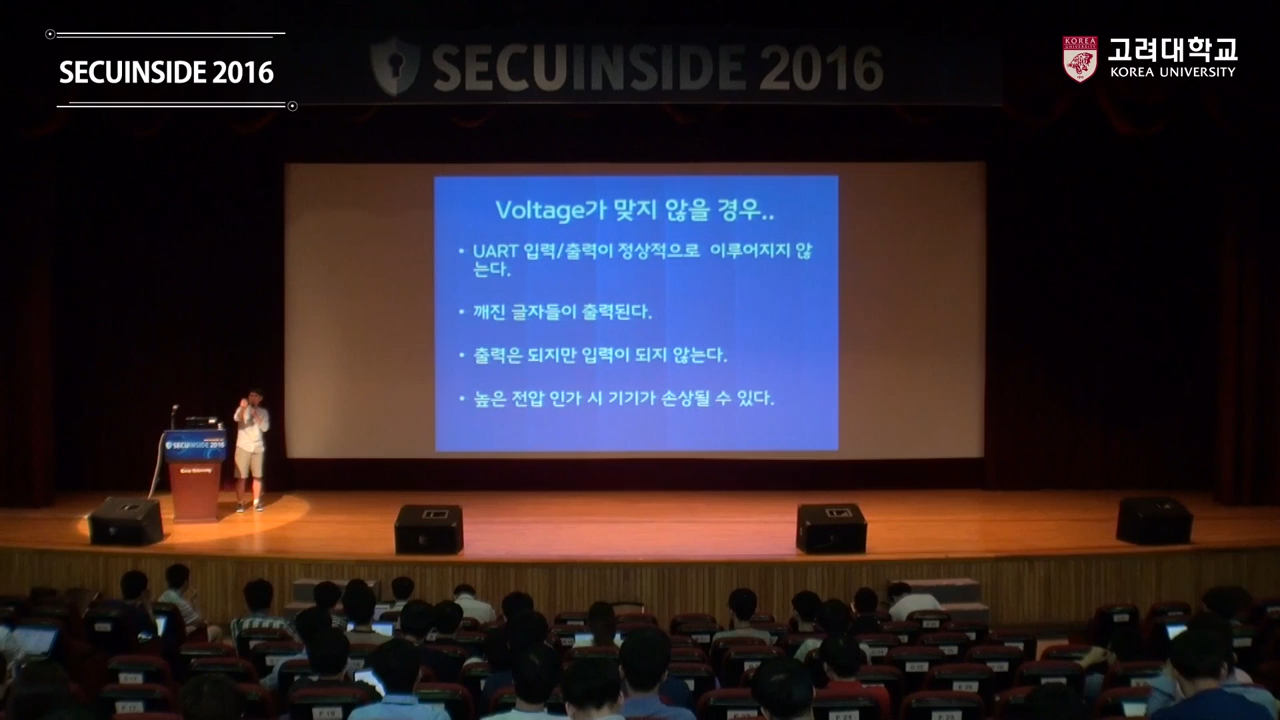 SECUINSIDE 2016
SECUINSIDE 2016
KOREA
고려대학교
KOREA UNIVERSITY
Voltage가 맞지 않을 경우..
• UART 입력/출력이 정상적으로 이루어지지 않
는다.
• 깨진 글자들이 출력된다.
• 출력은 되지만 입력이 되지 않는다.
• 높은 전압 인가 시 기기가 손상될 수 있다.
SECUINSIDE 2016
Korea University